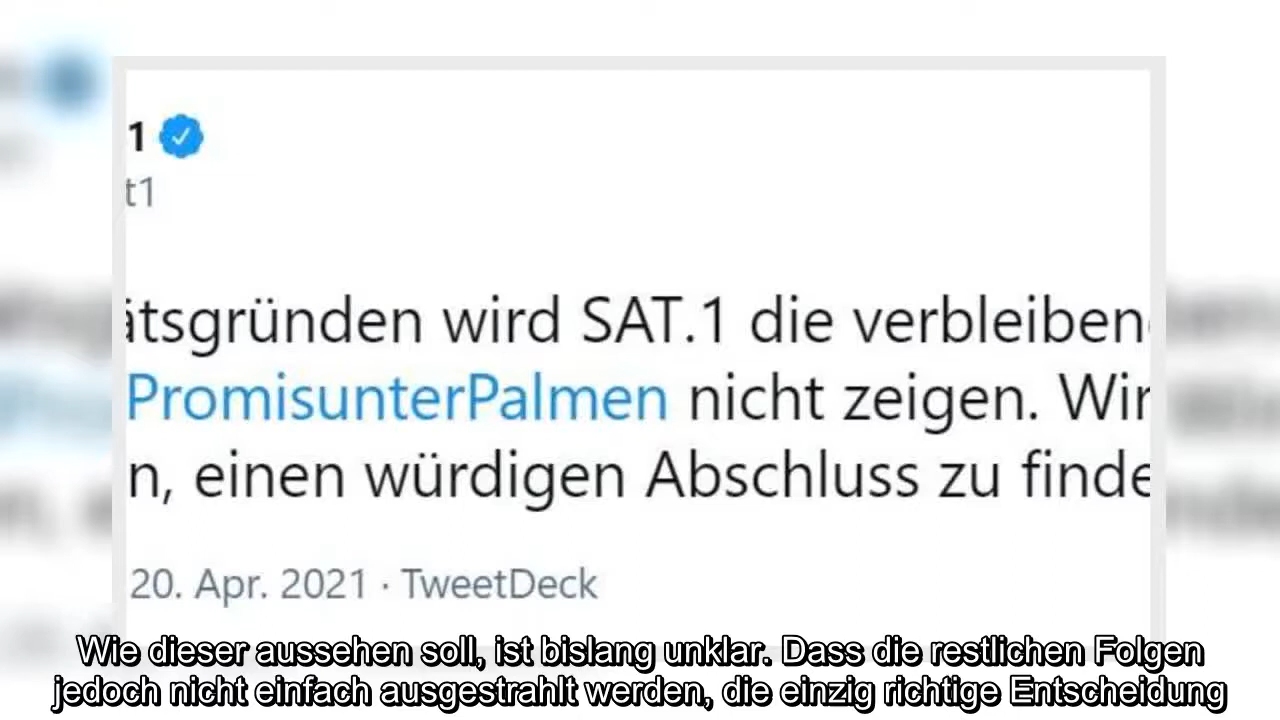 1
t1
ätsgründen wird SAT.1 die verbleiben
PromisunterPalmen nicht zeigen. Wir
n, einen würdigen Abschluss zu finde
20. Apr. 2021 · TweetDeck
Wie dieser aussehen soll, ist bislang unklar. Dass die restlichen Folgen
jedoch nicht einfach ausgestrahlt werden, die einzig richtige Entscheidung